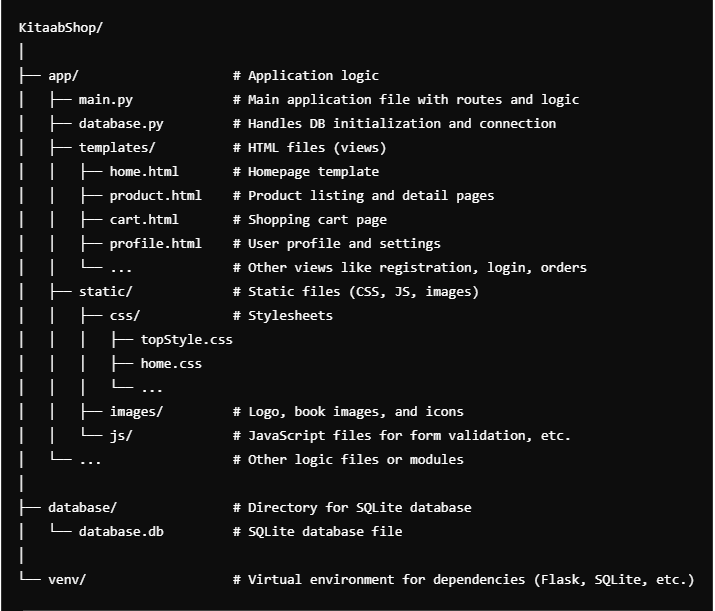 KitaabShop/
│
├── app/                    # Application logic
│   ├── main.py             # Main application file with routes and logic
│   ├── database.py         # Handles DB initialization and connection
│   ├── templates/          # HTML files (views)
│   │   ├── home.html       # Homepage template
│   │   ├── product.html    # Product listing and detail pages
│   │   ├── cart.html       # Shopping cart page
│   │   ├── profile.html    # User profile and settings
│   │   └── ...             # Other views like registration, login, orders
│   ├── static/             # Static files (CSS, JS, images)
│   │   ├── css/            # Stylesheets
│   │   │   ├── topStyle.css
│   │   │   ├── home.css
│   │   │   └── ...
│   │   ├── images/         # Logo, book images, and icons
│   │   └── js/             # JavaScript files for form validation, etc.
│   └── ...                 # Other logic files or modules
│
├── database/               # Directory for SQLite database
│   └── database.db         # SQLite database file
│
└── venv/                   # Virtual environment for dependencies (Flask, SQLite, etc.)